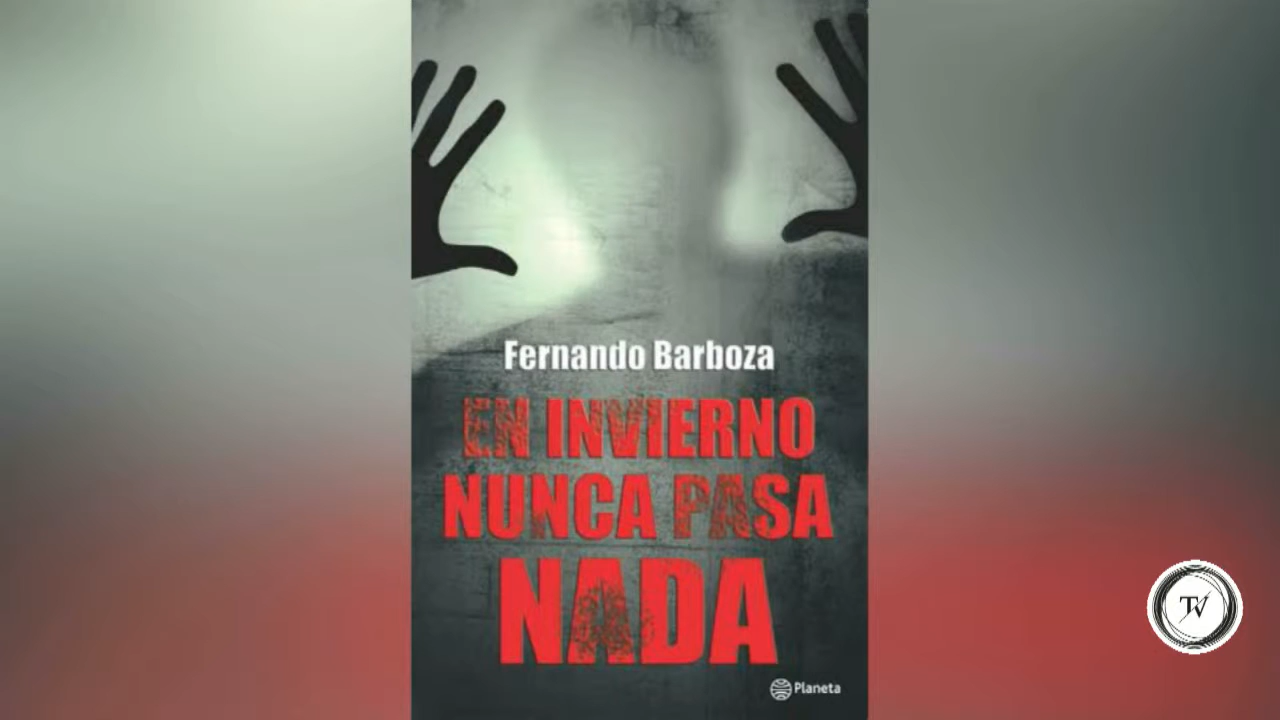 Fernando Barboza
EN INVIERNO
NUNCA PASA
NADA
Planeta
TV